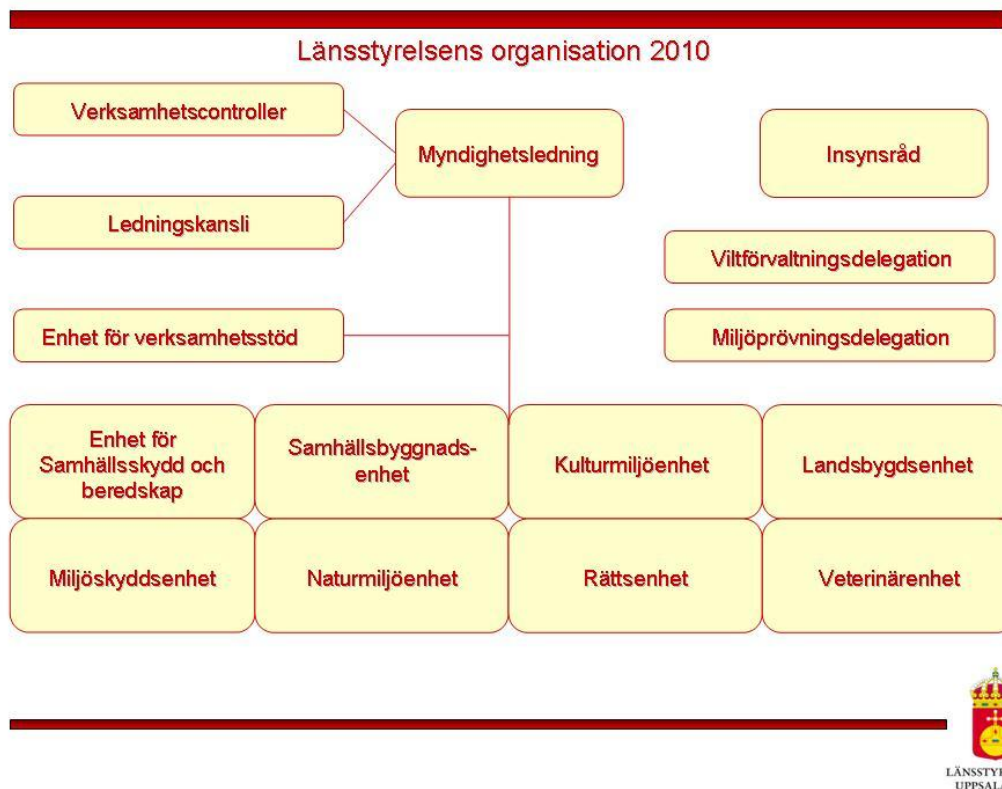 Länsstyrelsens organisation 2010
Verksamhetscontroller
Myndighetsledning
Insynsråd
Ledningskansli
Viltförvaltningsdelegation
Enhet för verksamhetsstöd
Miljöprövningsdelegation
Enhet för
Samhällsskydd och
beredskap
Samhällsbyggnads-
enhet
Kulturmiljöenhet
Landsbygdsenhet
Miljöskyddsenhet
Naturmiljöenhet
Rättsenhet
Veterinärenhet